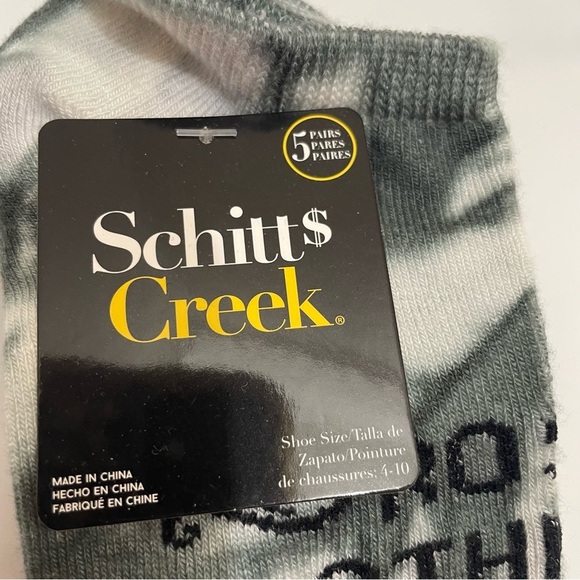 5 PAIRS
PARES
PAIRES
Schitt$
Creek®
Shoe Size/Talla de
Zapato/Pointure
de chaussures: 4-10
MADE IN CHINA
HECHO EN CHINA
FABRIQUÉ EN CHINE